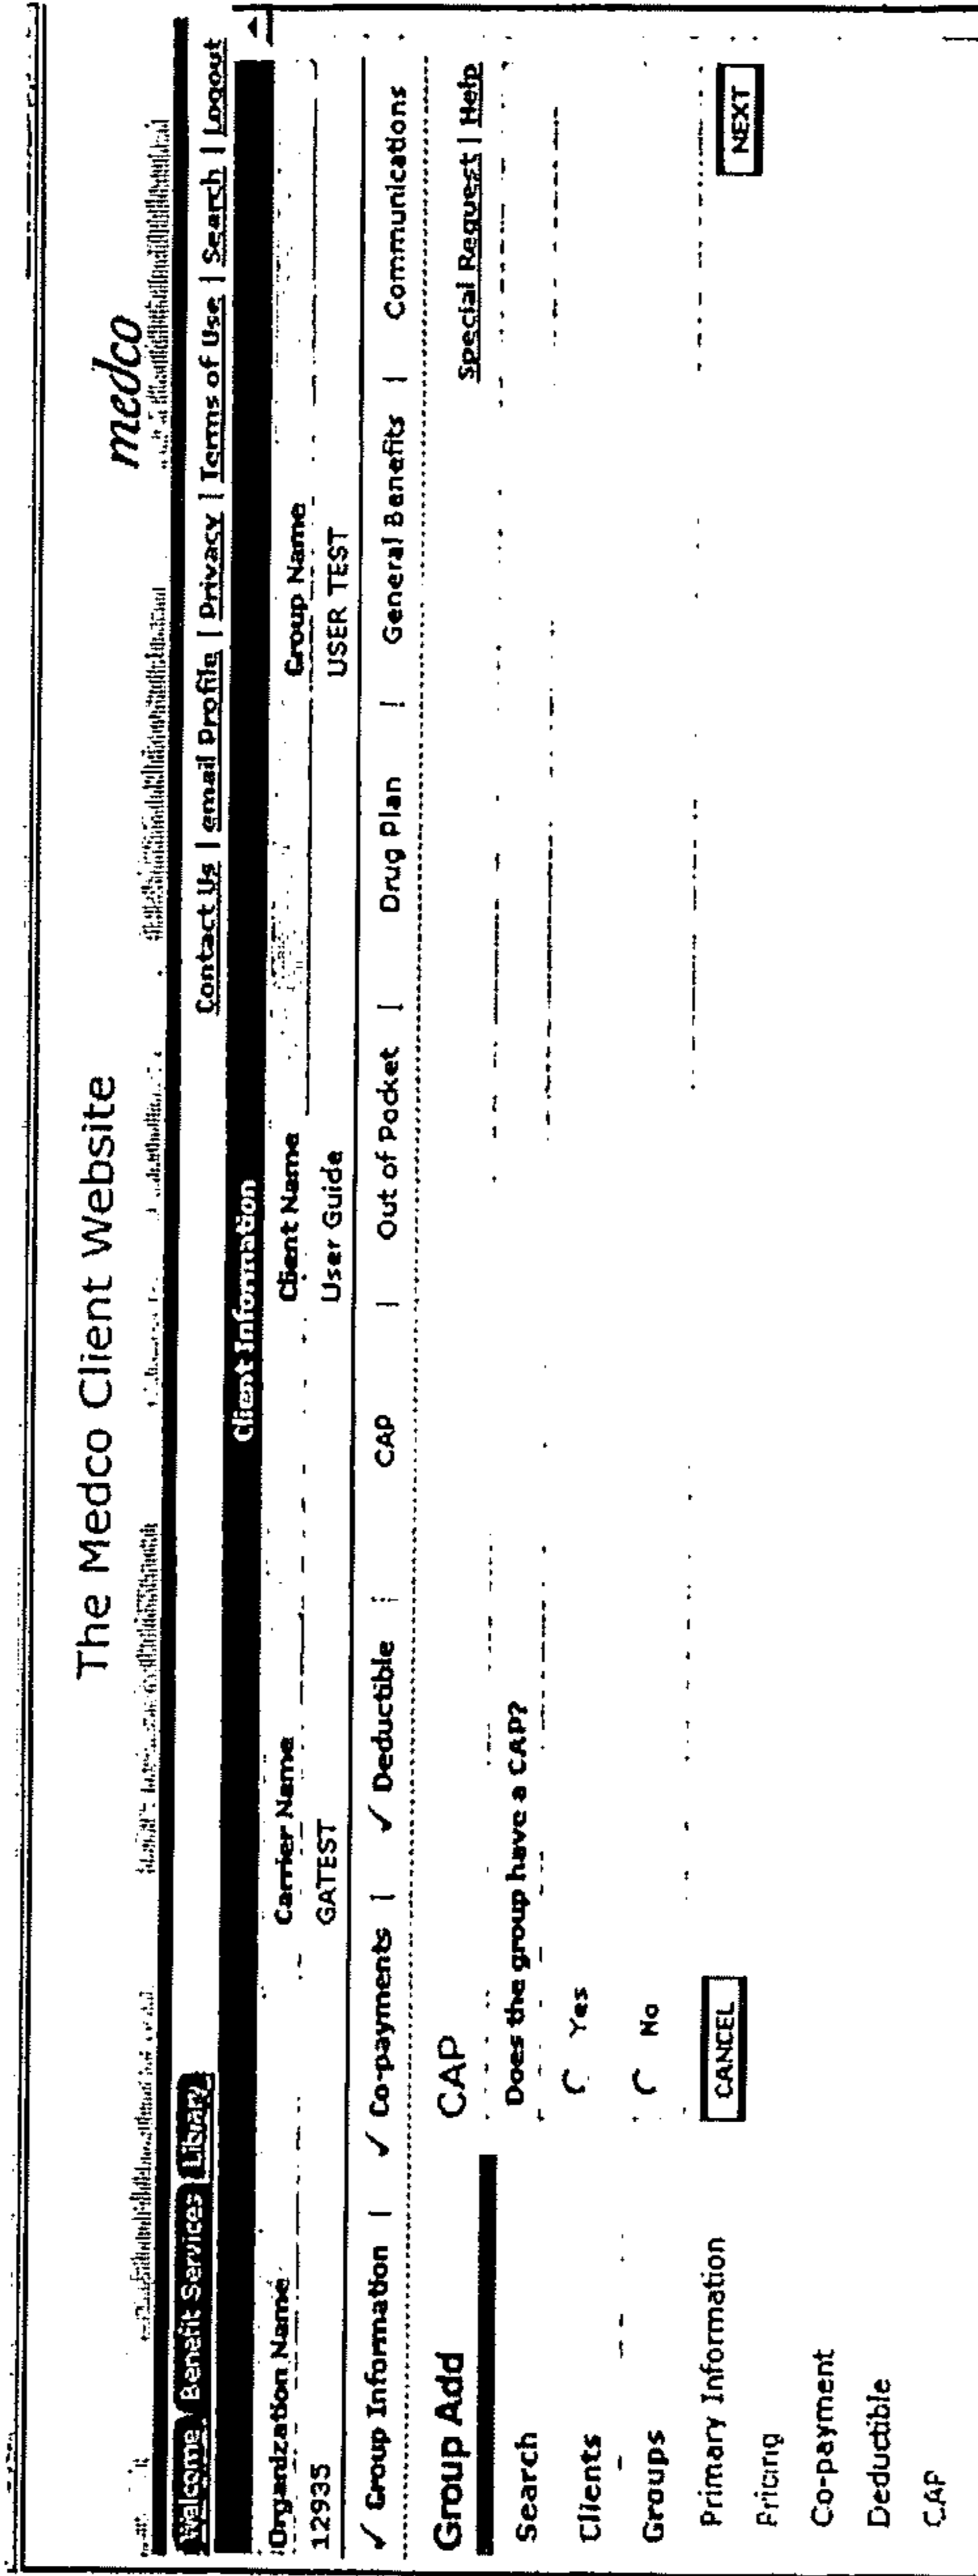 The Medco Client Website
medco
Welcome Benefit Services Library
Contact Us | email Profile | Privacy | Terms of Use | Search | Logout
Client Information
Organization Name Carrier Name Client Name Group Name
12935 GATEST User Guide USER TEST
✓ Group Information | ✓ Co-payments | ✓ Deductible | CAP | Out of Pocket | Drug Plan | General Benefits | Communications
Group Add CAP Special Request | Help
Search Does the group have a CAP?
Clients Yes
Groups No
Primary Information CANCEL NEXT
Pricing
Co-payment
Deductible
CAP